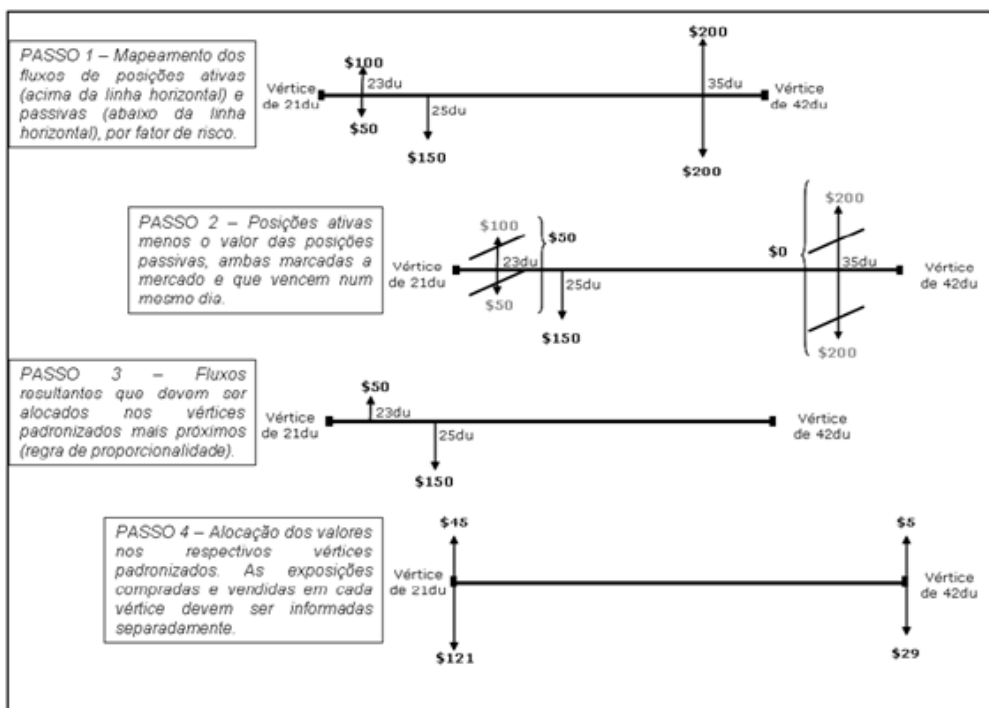 PASSO 1 – Mapeamento dos
fluxos de posições ativas
(acima da linha horizontal) e
passivas (abaixo da linha
horizontal), por fator de risco.
Vértice
de 21du
$100
23du
$50
25du
$150
$200
35du
$200
Vértice
de 42du
PASSO 2 – Posições ativas
menos o valor das posições
passivas, ambas marcadas a
mercado e que vencem num
mesmo dia.
Vértice
de 21du
$100
23du
$50
$50
25du
$150
$0
$200
35du
$200
Vértice
de 42du
PASSO 3 – Fluxos
resultantes que devem ser
alocados nos vértices
padronizados mais próximos
(regra de proporcionalidade).
Vértice
de 21du
$50
23du
25du
$150
Vértice
de 42du
PASSO 4 – Alocação dos valores
nos respectivos vértices
padronizados. As exposições
compradas e vendidas em cada
vértice devem ser informadas
separadamente.
$45
Vértice
de 21du
$121
$5
Vértice
de 42du
$29